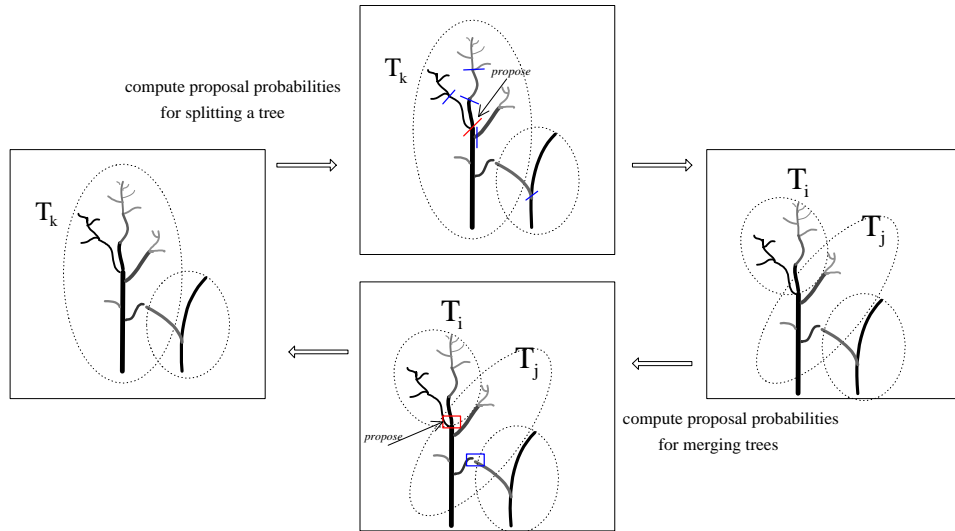 compute proposal probabilities
for splitting a tree
T_k
propose
T_k
T_i
T_j
T_i
T_j
propose
compute proposal probabilities
for merging trees